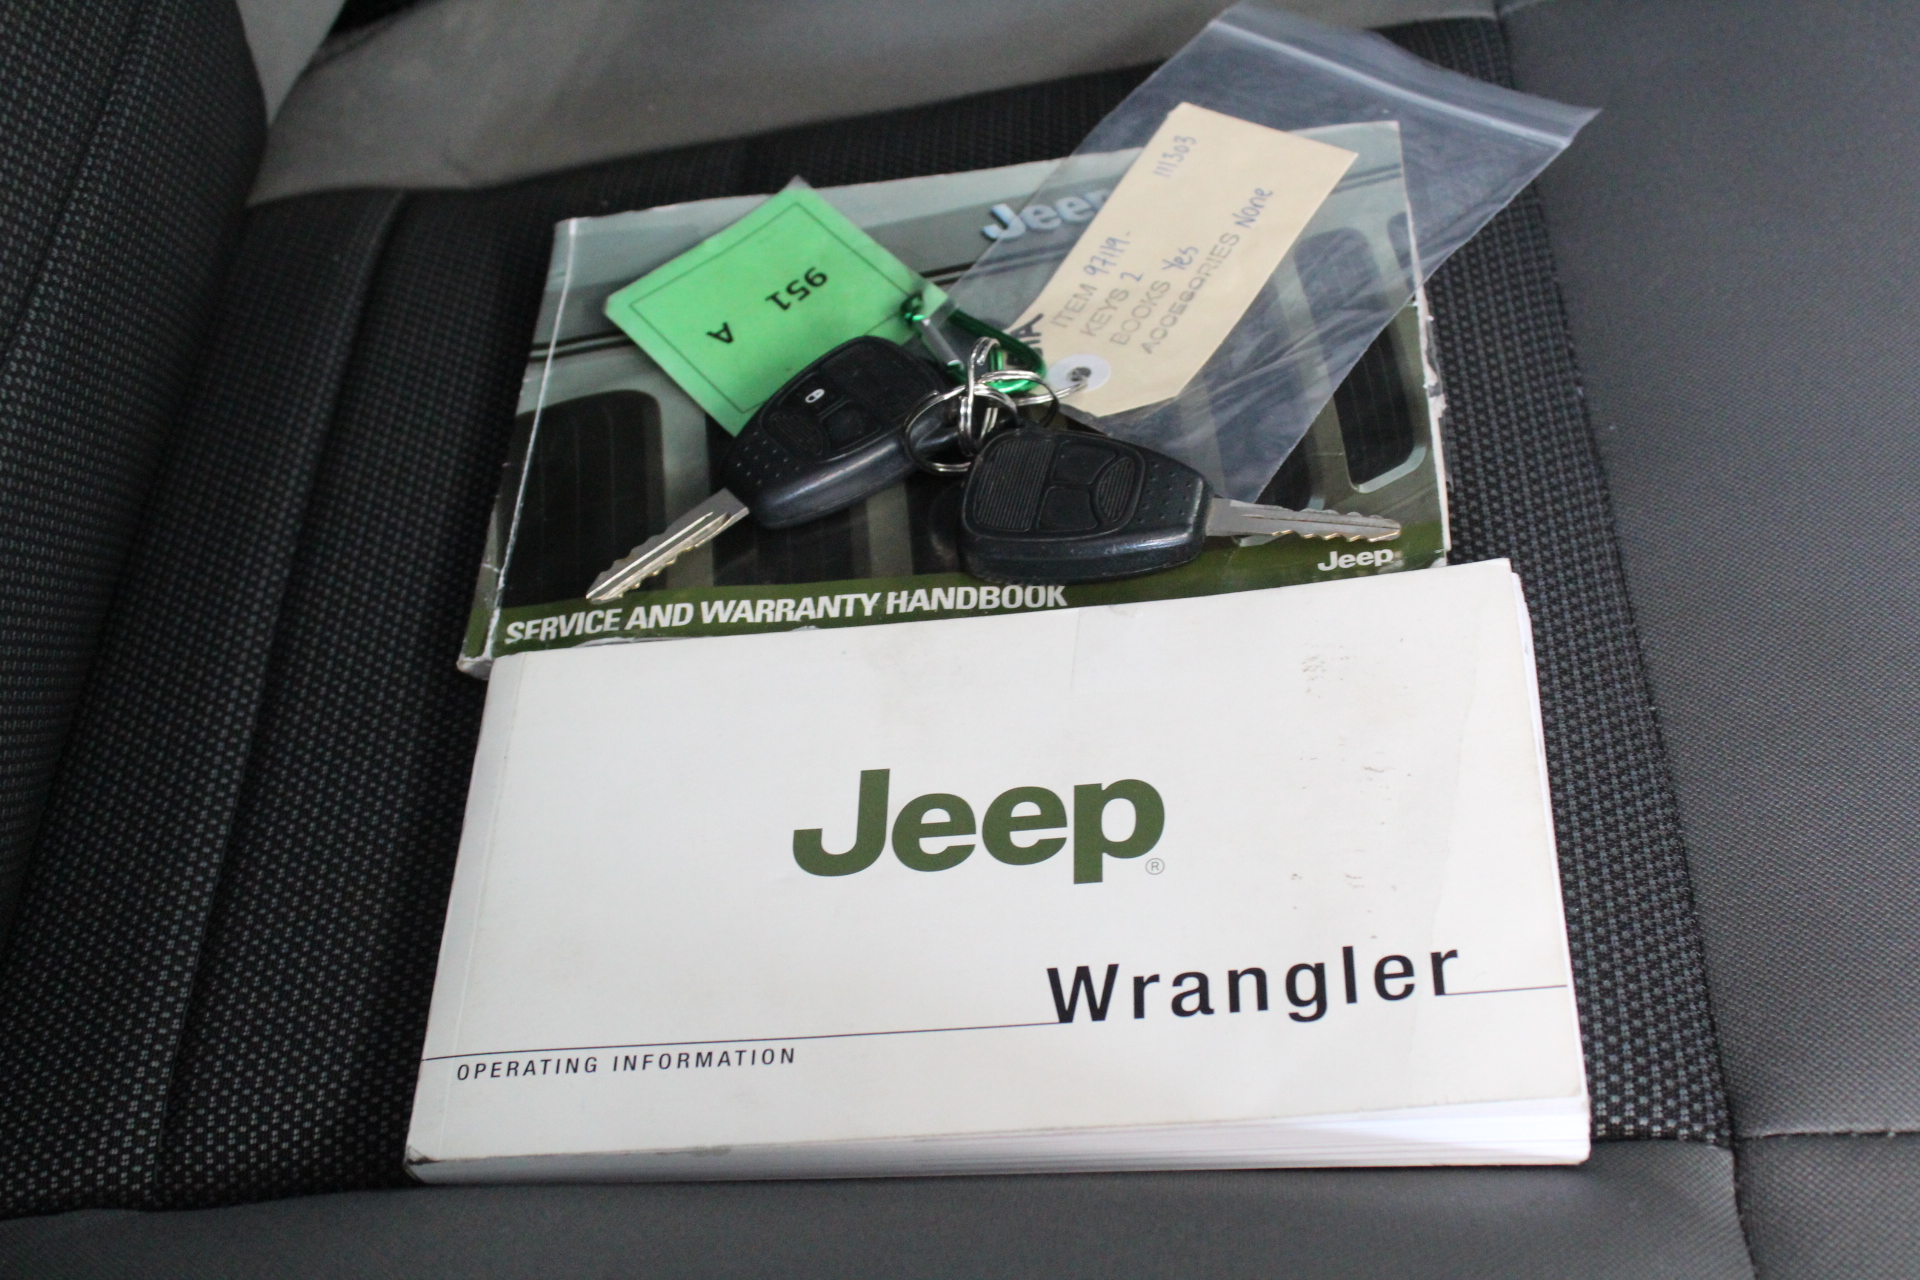 Jeep
111303
ITEM 97119-
KEYS 2
BOOKS Yes
ACCESSORIES None
951
A
Jeep
SERVICE AND WARRANTY HANDBOOK
Jeep®
Wrangler
OPERATING INFORMATION